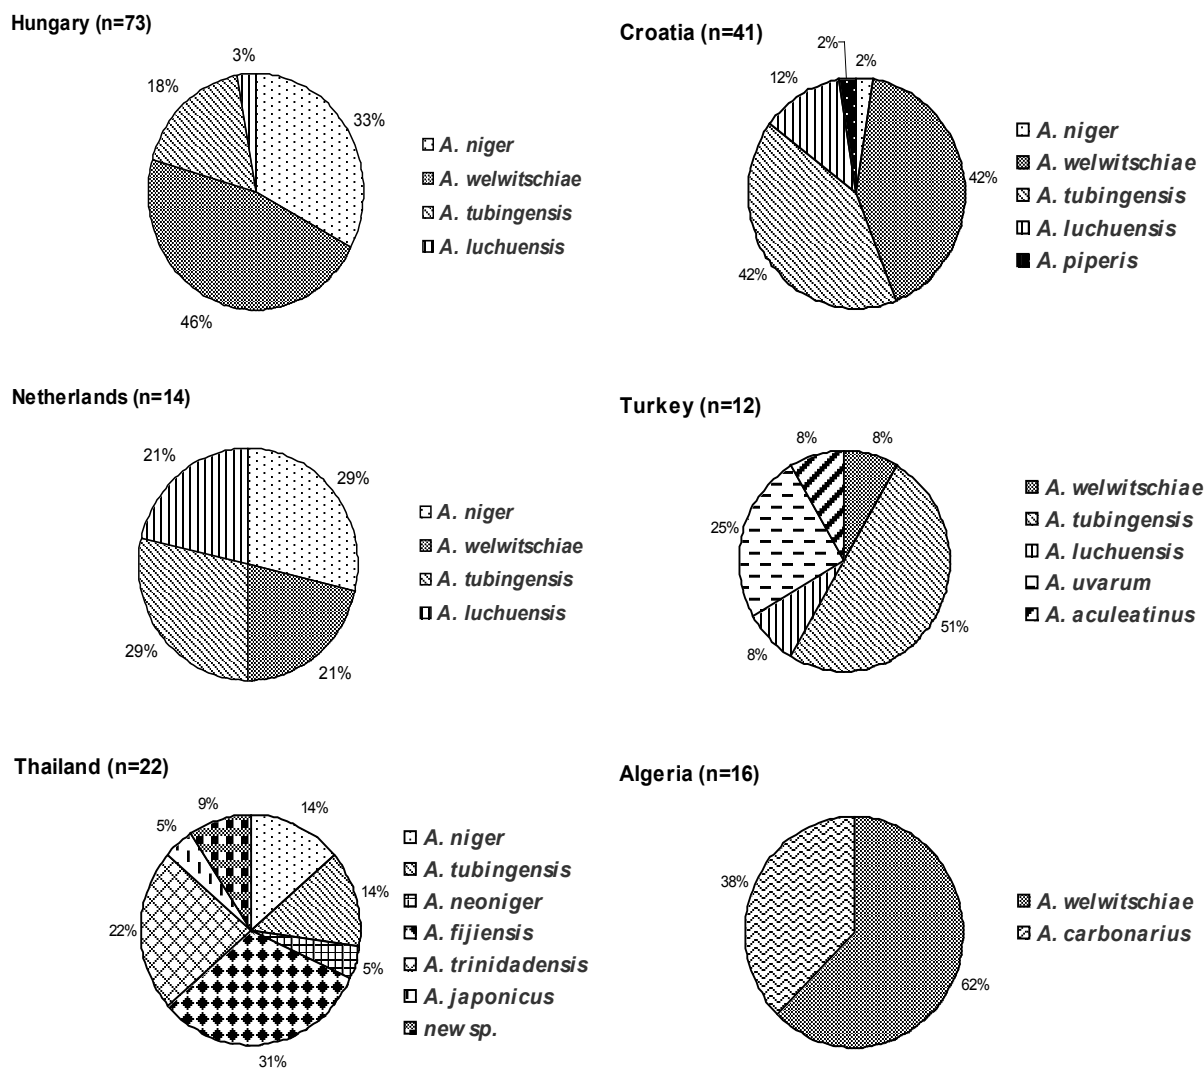 Hungary (n=73)
3%
18%
33%
46%
A. niger
A. welwitschiae
A. tubingensis
A. luchuensis
Croatia (n=41)
2%
2%
12%
42%
42%
A. niger
A. welwitschiae
A. tubingensis
A. luchuensis
A. piperis
Netherlands (n=14)
21%
29%
29%
21%
A. niger
A. welwitschiae
A. tubingensis
A. luchuensis
Turkey (n=12)
8%
8%
25%
51%
8%
A. welwitschiae
A. tubingensis
A. luchuensis
A. uvarum
A. aculeatinus
Thailand (n=22)
9%
14%
5%
14%
22%
5%
31%
A. niger
A. tubingensis
A. neoniger
A. fijiensis
A. trinidadensis
A. japonicus
new sp.
Algeria (n=16)
38%
62%
A. welwitschiae
A. carbonarius